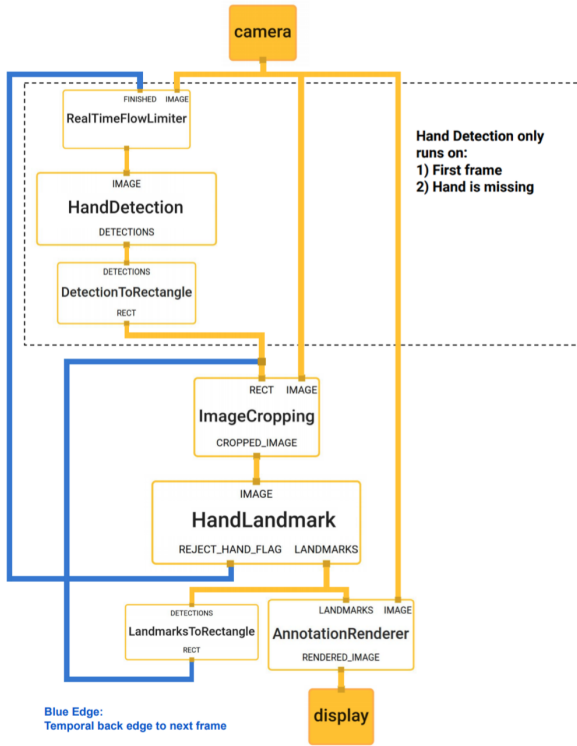 camera
FINISHED IMAGE
RealTimeFlowLimiter
Hand Detection only
runs on:
1) First frame
2) Hand is missing
IMAGE
HandDetection
DETECTIONS
DETECTIONS
DetectionToRectangle
RECT
RECT IMAGE
ImageCropping
CROPPED_IMAGE
IMAGE
HandLandmark
REJECT_HAND_FLAG LANDMARKS
DETECTIONS
LandmarksToRectangle
RECT
LANDMARKS IMAGE
AnnotationRenderer
RENDERED_IMAGE
display
Blue Edge:
Temporal back edge to next frame